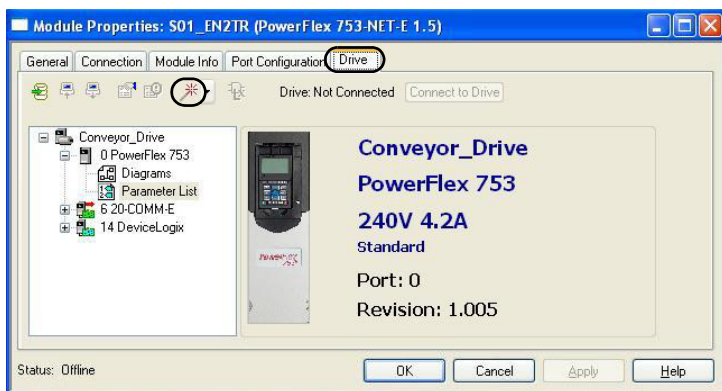 Module Properties: S01_EN2TR (PowerFlex 753-NET-E 1.5)
General Connection Module Info Port Configuration Drive
Drive: Not Connected Connect to Drive
Conveyor_Drive
0 PowerFlex 753
Diagrams
Parameter List
6 20-COMM-E
14 DeviceLogix
Conveyor_Drive
PowerFlex 753
240V 4.2A
Standard
Port: 0
Revision: 1.005
Status: Offline
OK Cancel Apply Help